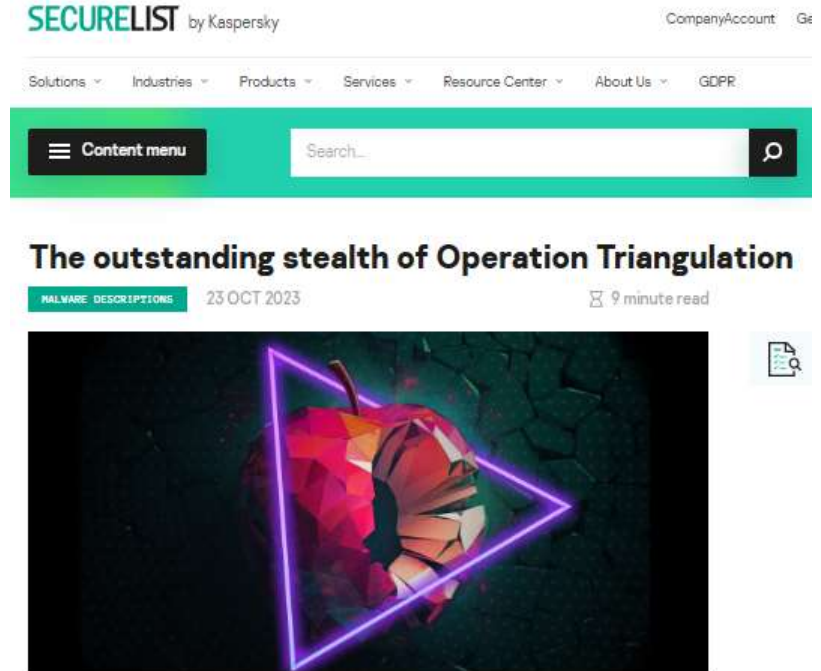 SECURELIST by Kaspersky
CompanyAccount Ge
Solutions Industries Products Services Resource Center About Us GDPR
Content menu Search...
The outstanding stealth of Operation Triangulation
MALWARE DESCRIPTIONS 23 OCT 2023 9 minute read